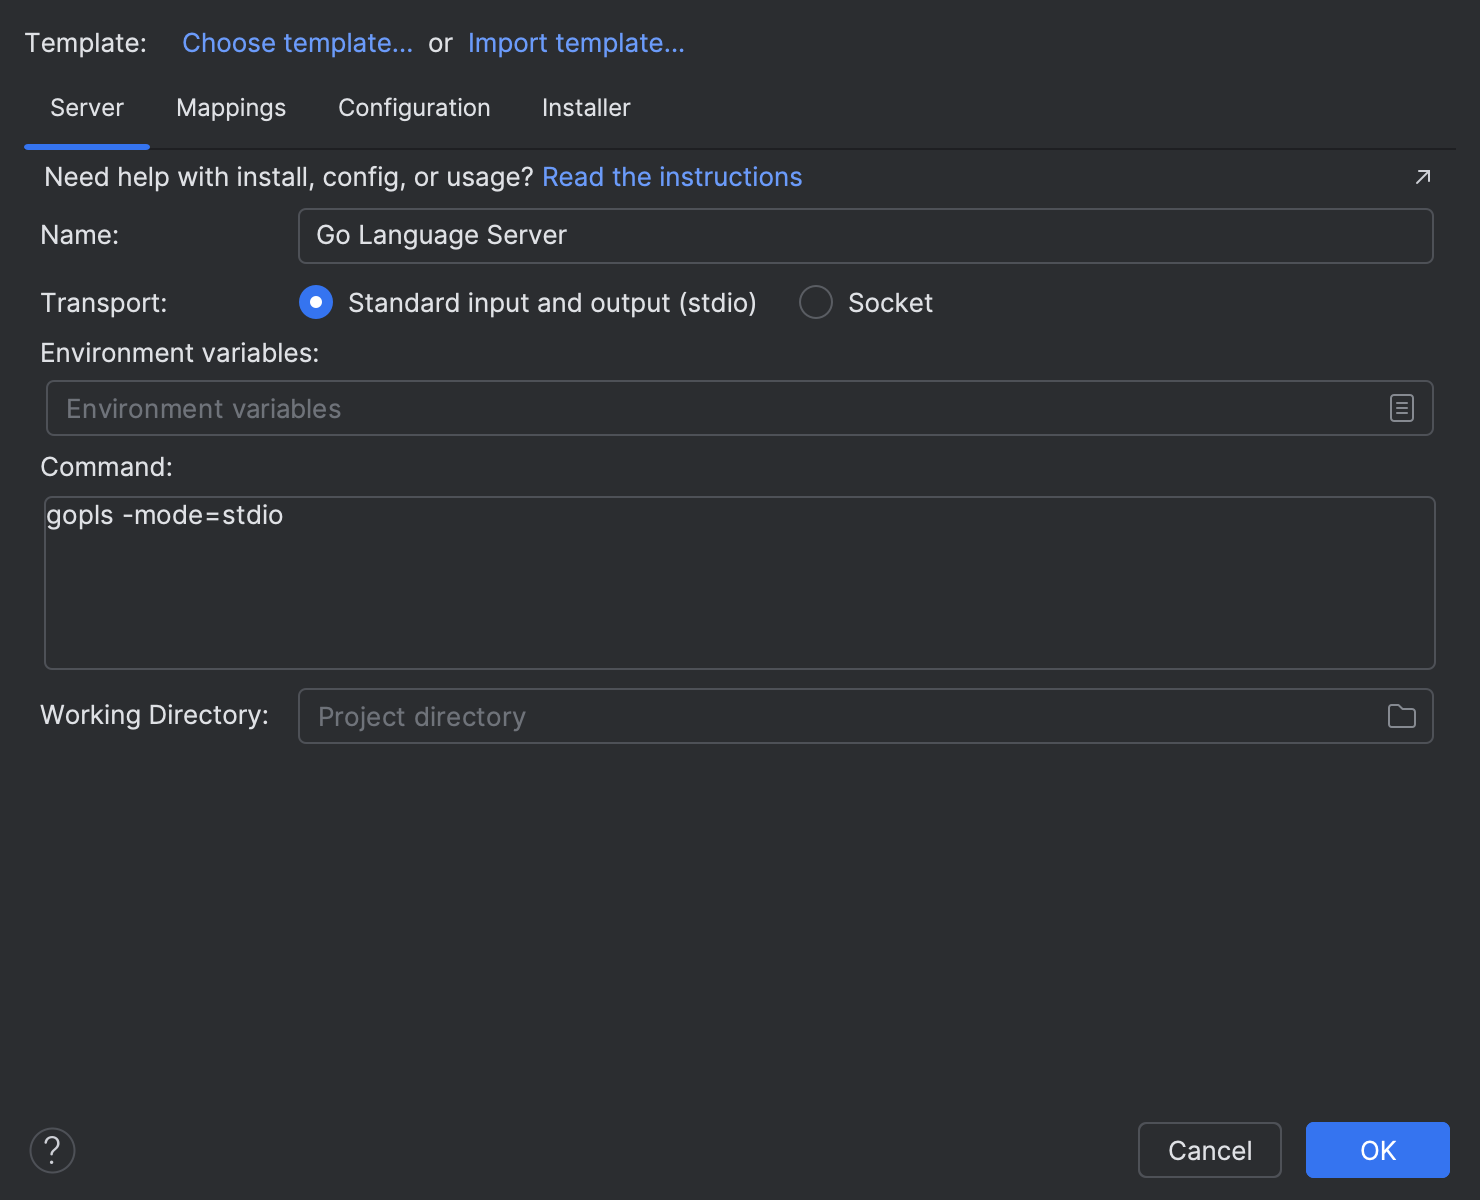 Template: Choose template... or Import template...
Server Mappings Configuration Installer
Need help with install, config, or usage? Read the instructions
Name: Go Language Server
Transport: Standard input and output (stdio) Socket
Environment variables:
Environment variables
Command:
gopls -mode=stdio
Working Directory: Project directory
? Cancel OK